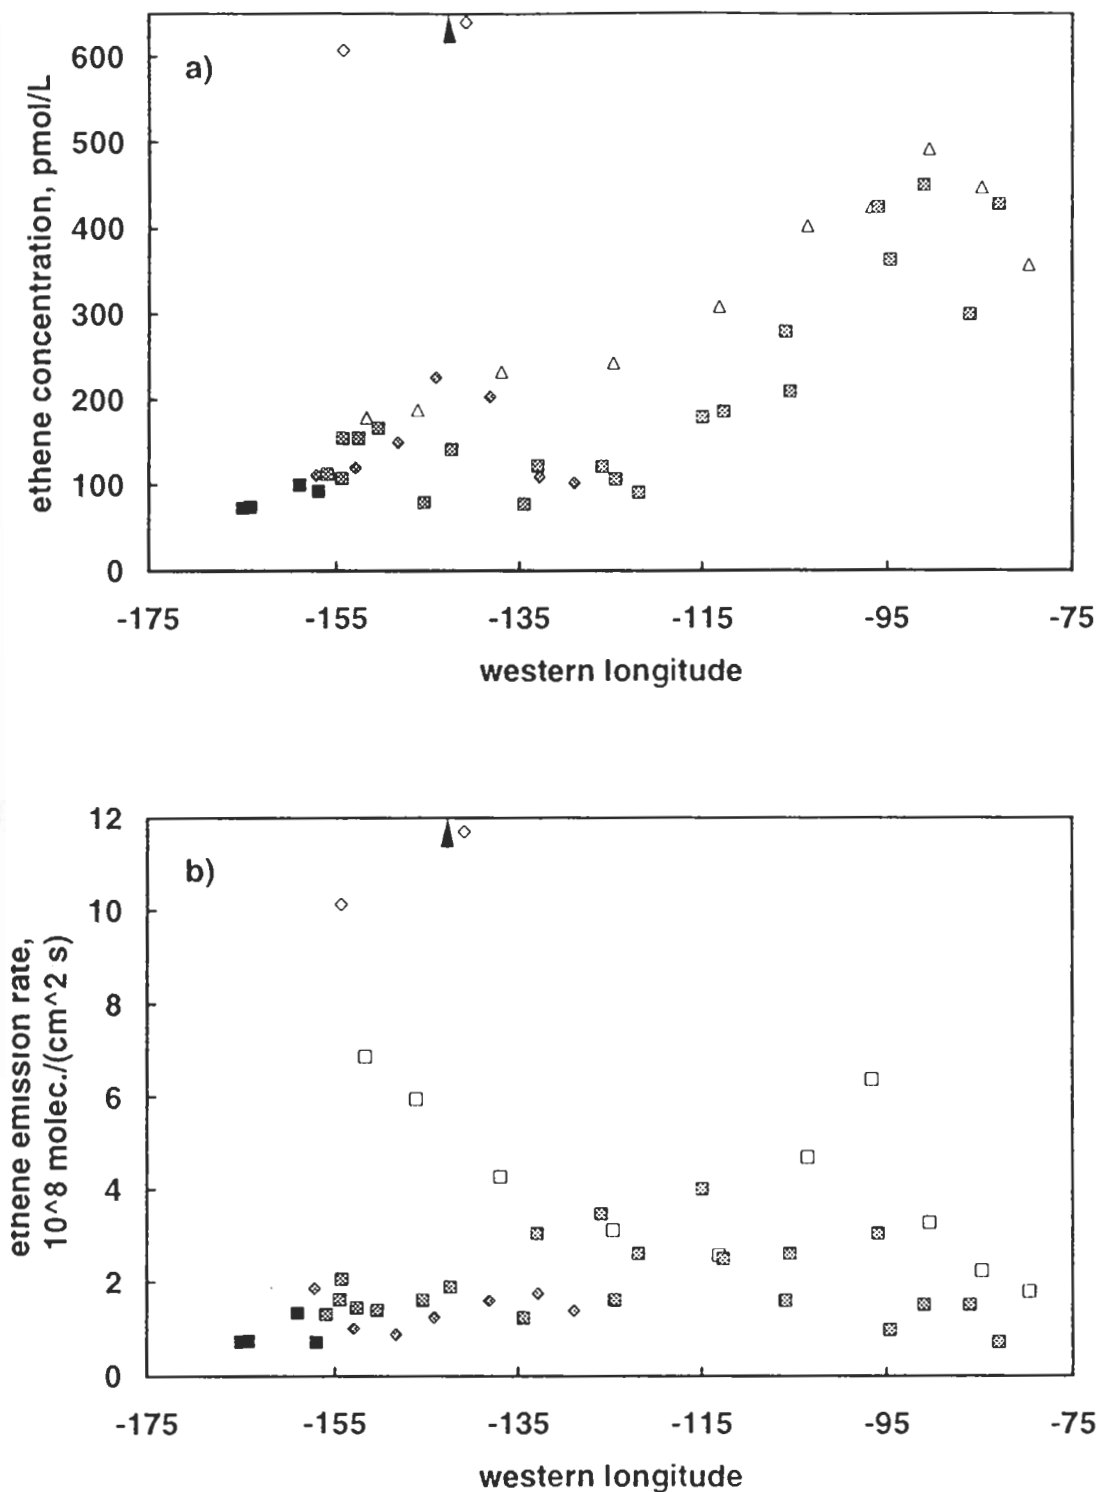 a)
600
500
400
300
200
100
0
ethene concentration, pmol/L
-175 -155 -135 -115 -95 -75
western longitude
b)
12
10
8
6
4
2
0
ethene emission rate,
10^8 molec./(cm^2 s)
-175 -155 -135 -115 -95 -75
western longitude